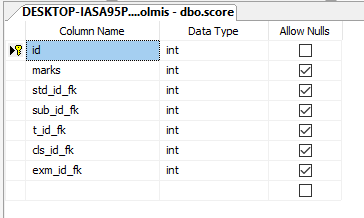 DESKTOP-IASA95P....olmis - dbo.score
Column Name Data Type Allow Nulls
id int
marks int
std_id_fk int
sub_id_fk int
t_id_fk int
cls_id_fk int
exm_id_fk int